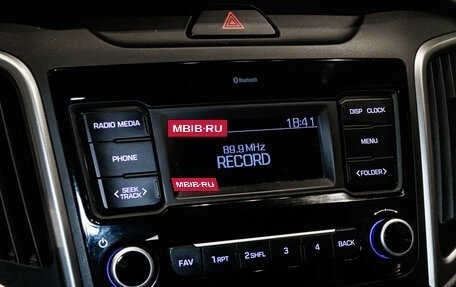 Bluetooth
RADIO MEDIA
MBIB-RU
18:41
DISP CLOCK
89.9 MHz
RECORD
PHONE
MENU
SEEK
TRACK
MBIB-RU
<FOLDER>
FAV
1 RPT
2 SHFL
3
4
BACK